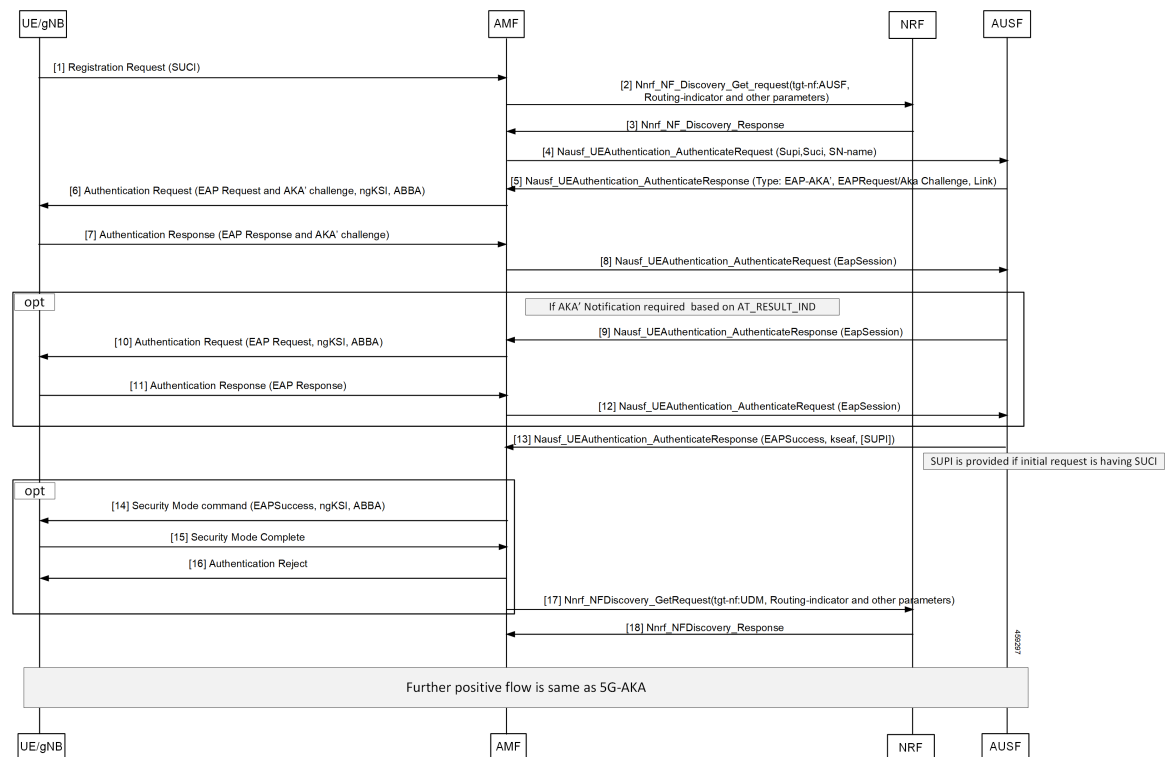 UE/gNB
AMF
NRF
AUSF
[1] Registration Request (SUCI)
[2] Nnrf_NF_Discovery_Get_request(tgt-nf:AUSF,
Routing-indicator and other parameters)
[3] Nnrf_NF_Discovery_Response
[4] Nausf_UEAuthentication_AuthenticateRequest (Supi,Suci, SN-name)
[5] Nausf_UEAuthentication_AuthenticateResponse (Type: EAP-AKA', EAPRequest/Aka Challenge, Link)
[6] Authentication Request (EAP Request and AKA' challenge, ngKSI, ABBA)
[7] Authentication Response (EAP Response and AKA' challenge)
[8] Nausf_UEAuthentication_AuthenticateRequest (EapSession)
opt
If AKA' Notification required based on AT_RESULT_IND
[9] Nausf_UEAuthentication_AuthenticateResponse (EapSession)
[10] Authentication Request (EAP Request, ngKSI, ABBA)
[11] Authentication Response (EAP Response)
[12] Nausf_UEAuthentication_AuthenticateRequest (EapSession)
[13] Nausf_UEAuthentication_AuthenticateResponse (EAPSuccess, kseaf, [SUPI])
SUPI is provided if initial request is having SUCI
opt
[14] Security Mode command (EAPSuccess, ngKSI, ABBA)
[15] Security Mode Complete
[16] Authentication Reject
[17] Nnrf_NFDiscovery_GetRequest(tgt-nf:UDM, Routing-indicator and other parameters)
[18] Nnrf_NFDiscovery_Response
459297
Further positive flow is same as 5G-AKA
UE/gNB
AMF
NRF
AUSF